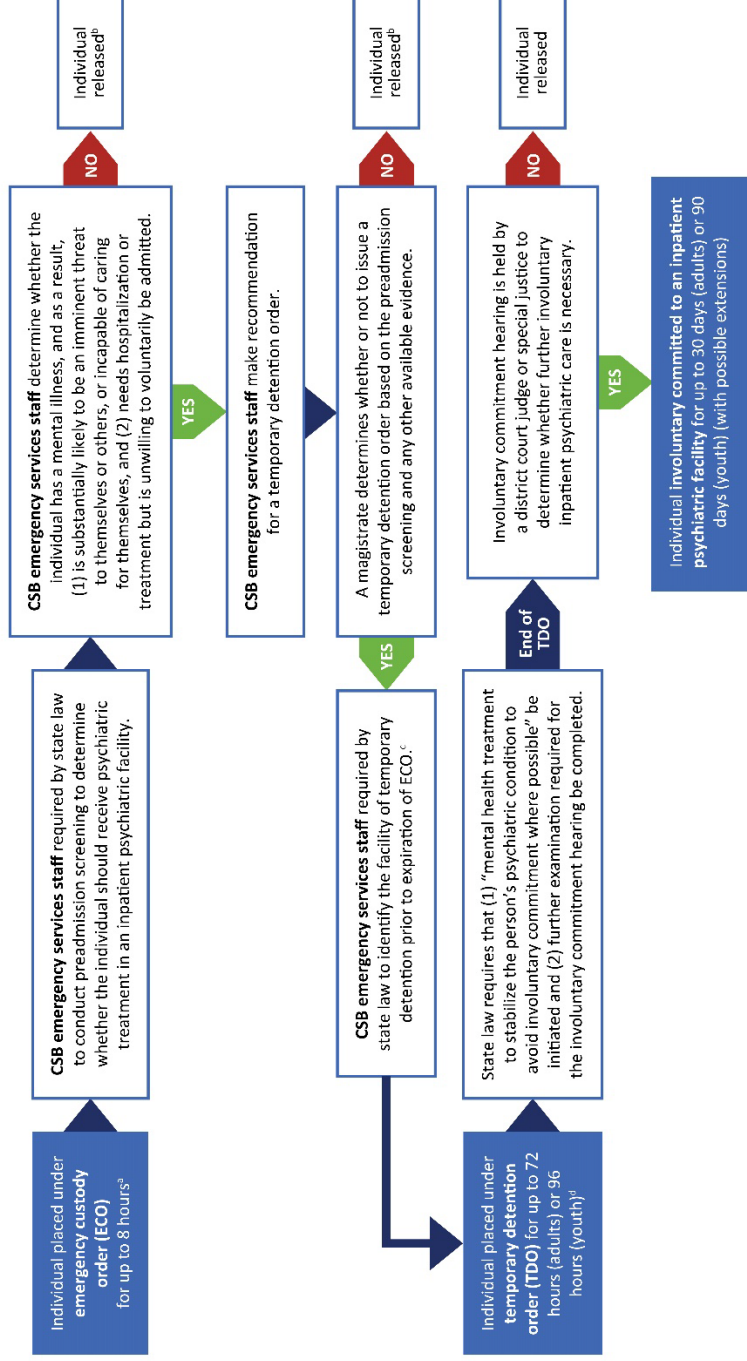 Individual placed under
emergency custody
order (ECO)
for up to 8 hoursᵃ
CSB emergency services staff required by state law
to conduct preadmission screening to determine
whether the individual should receive psychiatric
treatment in an inpatient psychiatric facility.
CSB emergency services staff determine whether the
individual has a mental illness, and as a result,
(1) is substantially likely to be an imminent threat
to themselves or others, or incapable of caring
for themselves, and (2) needs hospitalization or
treatment but is unwilling to voluntarily be admitted.
NO
Individual
releasedᵇ
YES
CSB emergency services staff make recommendation
for a temporary detention order.
A magistrate determines whether or not to issue a
temporary detention order based on the preadmission
screening and any other available evidence.
NO
Individual
releasedᵇ
YES
CSB emergency services staff required by
state law to identify the facility of temporary
detention prior to expiration of ECO.ᶜ
Individual placed under
temporary detention
order (TDO) for up to 72
hours (adults) or 96
hours (youth)ᵈ
State law requires that (1) “mental health treatment
to stabilize the person’s psychiatric condition to
avoid involuntary commitment where possible” be
initiated and (2) further examination required for
the involuntary commitment hearing be completed.
End of
TDO
Involuntary commitment hearing is held by
a district court judge or special justice to
determine whether further involuntary
inpatient psychiatric care is necessary.
NO
Individual
released
YES
Individual involuntary committed to an inpatient
psychiatric facility for up to 30 days (adults) or 90
days (youth) (with possible extensions)